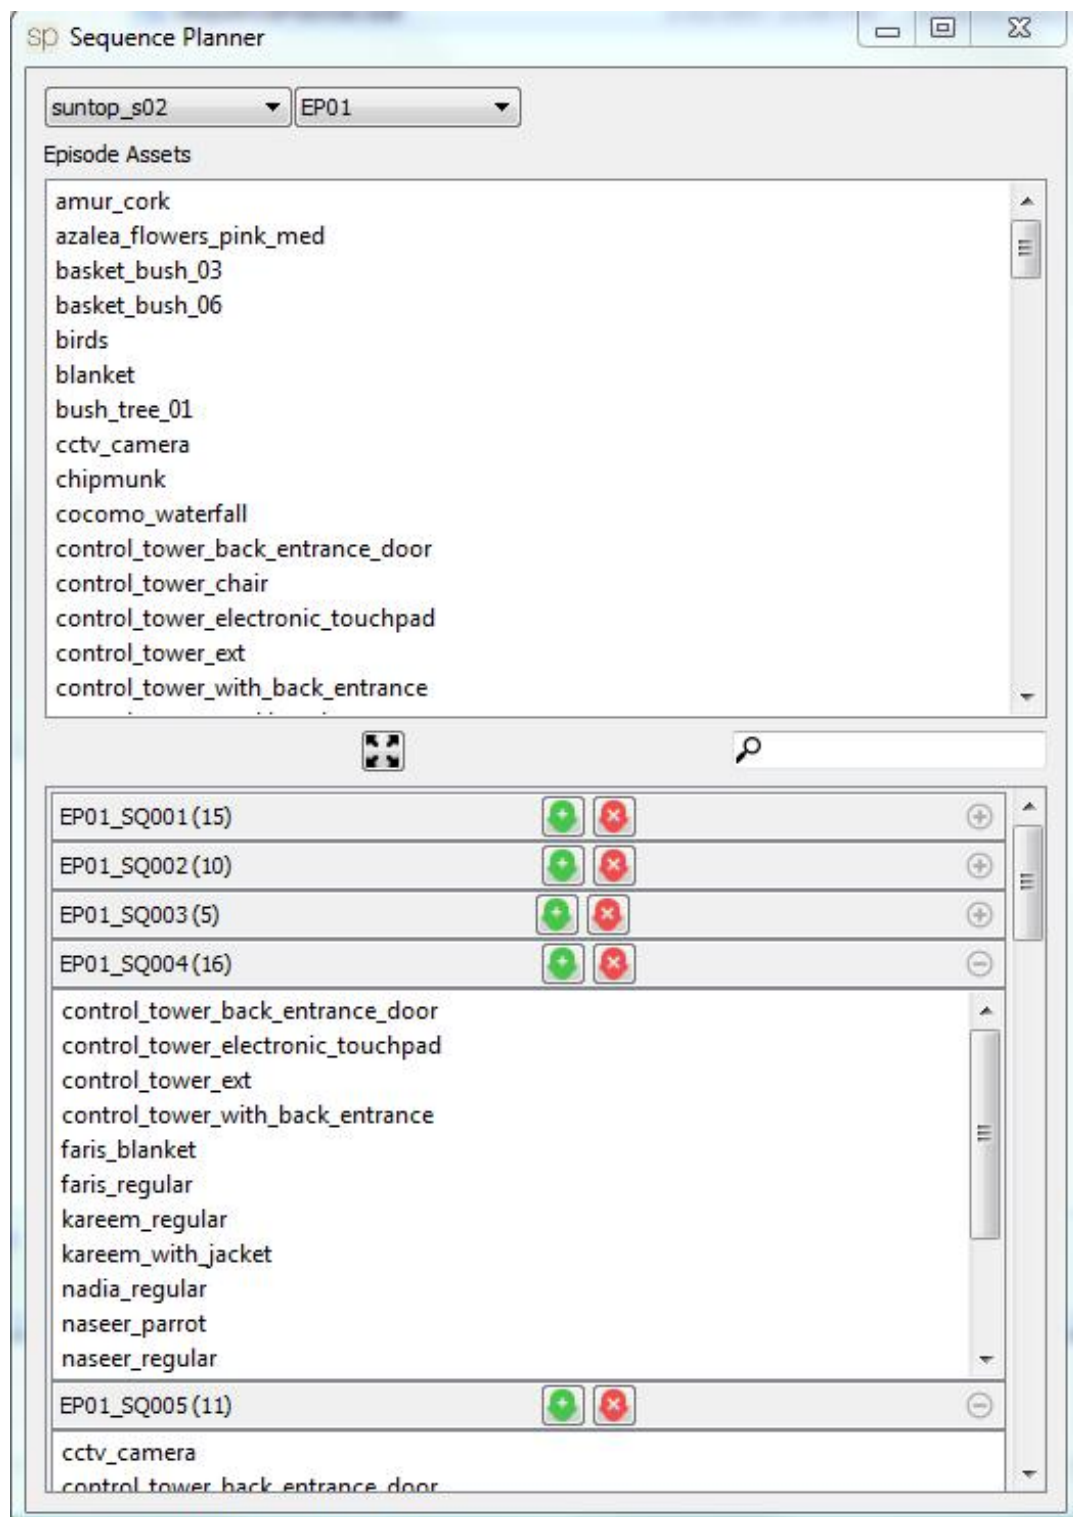 sp Sequence Planner
suntop_s02 EP01
Episode Assets
amur_cork
azalea_flowers_pink_med
basket_bush_03
basket_bush_06
birds
blanket
bush_tree_01
cctv_camera
chipmunk
cocomo_waterfall
control_tower_back_entrance_door
control_tower_chair
control_tower_electronic_touchpad
control_tower_ext
control_tower_with_back_entrance
EP01_SQ001 (15)
EP01_SQ002 (10)
EP01_SQ003 (5)
EP01_SQ004 (16)
control_tower_back_entrance_door
control_tower_electronic_touchpad
control_tower_ext
control_tower_with_back_entrance
faris_blanket
faris_regular
kareem_regular
kareem_with_jacket
nadia_regular
naseer_parrot
naseer_regular
EP01_SQ005 (11)
cctv_camera
control_tower_back_entrance_door